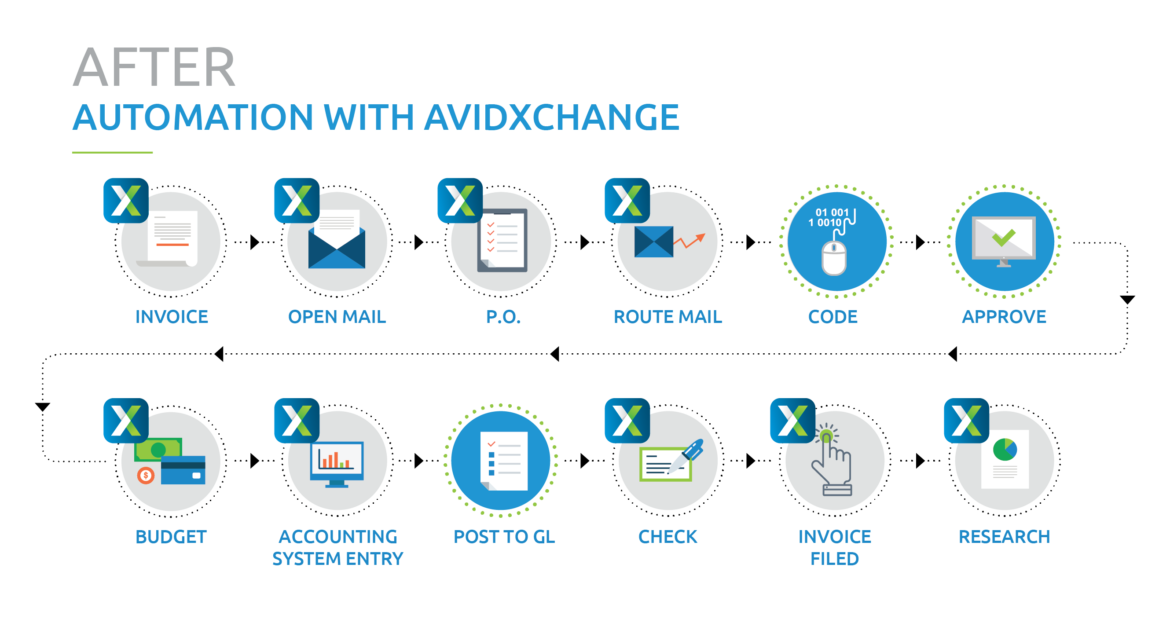 AFTER
AUTOMATION WITH AVIDXCHANGE
01 001
1 0010
INVOICE
OPEN MAIL
P.O.
ROUTE MAIL
CODE
APPROVE
$
BUDGET
ACCOUNTING
SYSTEM ENTRY
POST TO GL
CHECK
INVOICE
FILED
RESEARCH